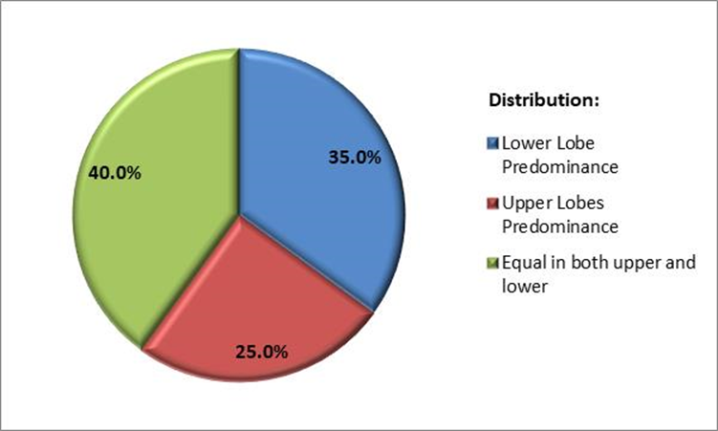 Distribution:
35.0%
Lower Lobe
Predominance
40.0%
Upper Lobes
Predominance
Equal in both upper and
lower
25.0%